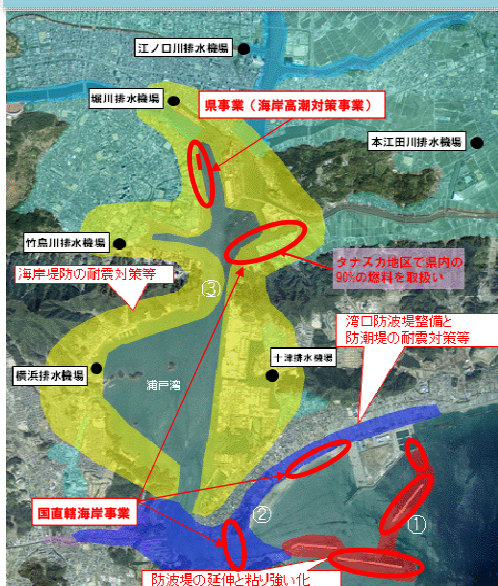 江ノ口川排水機場
堀川排水機場
県事業（海岸高潮対策事業）
本江田川排水機場
竹島川排水機場
タナスカ地区で県内の
90%の燃料を取扱い
海岸堤防の耐震対策等
③
湾口防波堤整備と
防潮堤の耐震対策等
十津排水機場
横浜排水機場
浦戸湾
国直轄海岸事業
②
①
防波堤の延伸と粘り強い化